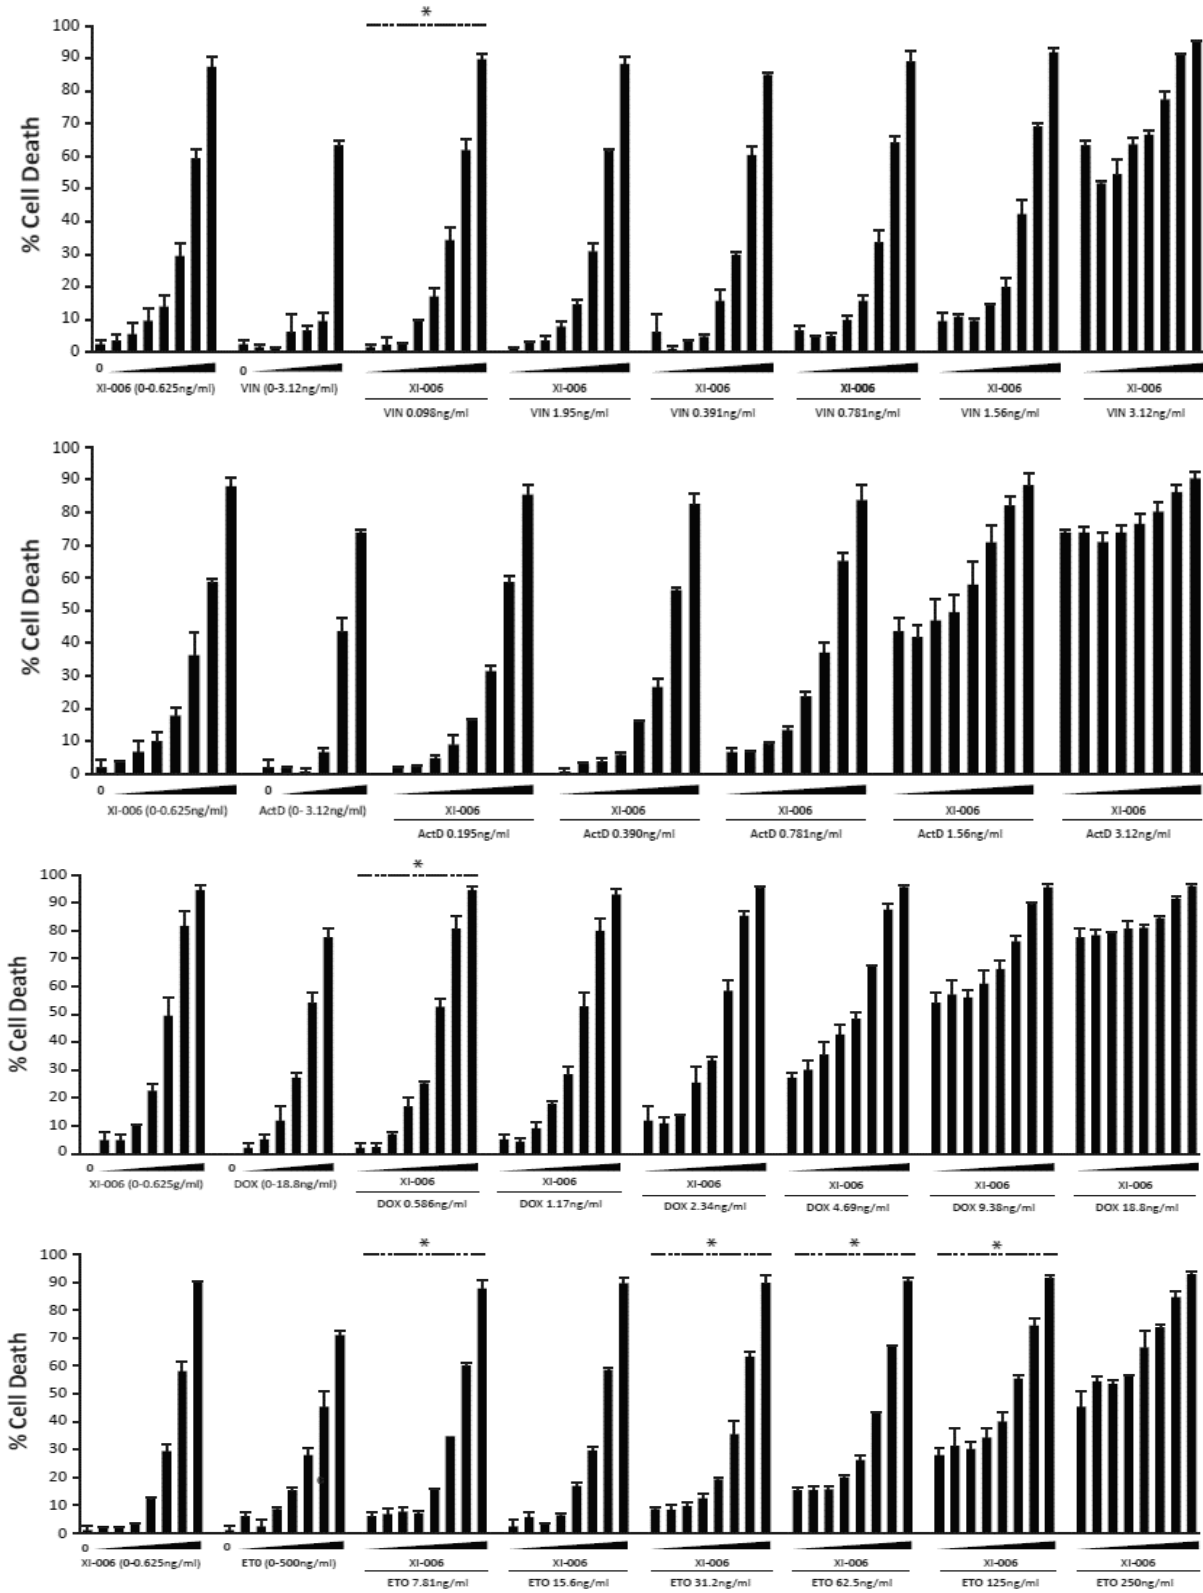 *
% Cell Death
100
90
80
70
60
50
40
30
20
10
0
0
0
XI-006 (0-0.625ng/ml)
VIN (0-3.12ng/ml)
XI-006
XI-006
XI-006
XI-006
XI-006
XI-006
VIN 0.098ng/ml
VIN 1.95ng/ml
VIN 0.391ng/ml
VIN 0.781ng/ml
VIN 1.56ng/ml
VIN 3.12ng/ml
% Cell Death
100
90
80
70
60
50
40
30
20
10
0
0
0
XI-006 (0-0.625ng/ml)
ActD (0- 3.12ng/ml)
XI-006
XI-006
XI-006
XI-006
XI-006
ActD 0.195ng/ml
ActD 0.390ng/ml
ActD 0.781ng/ml
ActD 1.56ng/ml
ActD 3.12ng/ml
*
% Cell Death
100
90
80
70
60
50
40
30
20
10
0
0
0
XI-006 (0-0.625g/ml)
DOX (0-18.8ng/ml)
XI-006
XI-006
XI-006
XI-006
XI-006
XI-006
DOX 0.586ng/ml
DOX 1.17ng/ml
DOX 2.34ng/ml
DOX 4.69ng/ml
DOX 9.38ng/ml
DOX 18.8ng/ml
* * * *
% Cell Death
100
90
80
70
60
50
40
30
20
10
0
0
0
XI-006 (0-0.625ng/ml)
ET0 (0-500ng/ml)
XI-006
XI-006
XI-006
XI-006
XI-006
XI-006
ETO 7.81ng/ml
ETO 15.6ng/ml
ETO 31.2ng/ml
ETO 62.5ng/ml
ETO 125ng/ml
ETO 250ng/ml